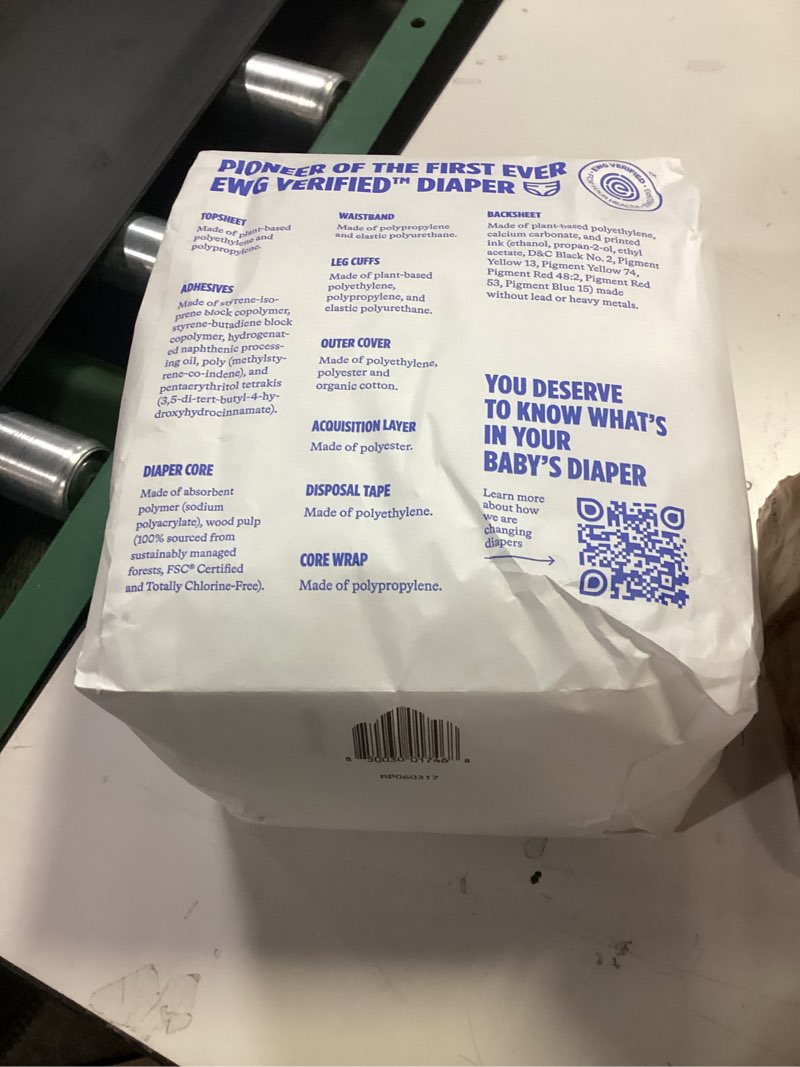 PIONEER OF THE FIRST EVER
EWG VERIFIED™ DIAPER
EWG VERIFIED
TOPSHEET
Made of plant-based
polyethylene and
polypropylene.
ADHESIVES
Made of styrene-iso-
prene block copolymer,
styrene-butadiene block
copolymer, hydrogenat-
ed naphthenic process-
ing oil, poly (methylsty-
rene-co-indene), and
pentaerythritol tetrakis
(3,5-di-tert-butyl-4-hy-
droxyhydrocinnamate).
DIAPER CORE
Made of absorbent
polymer (sodium
polyacrylate), wood pulp
(100% sourced from
sustainably managed
forests, FSC® Certified
and Totally Chlorine-Free).
WAISTBAND
Made of polypropylene
and elastic polyurethane.
LEG CUFFS
Made of plant-based
polyethylene,
polypropylene, and
elastic polyurethane.
OUTER COVER
Made of polyethylene,
polyester and
organic cotton.
ACQUISITION LAYER
Made of polyester.
DISPOSAL TAPE
Made of polyethylene.
CORE WRAP
Made of polypropylene.
BACKSHEET
Made of plant-based polyethylene,
calcium carbonate, and printed
ink (ethanol, propan-2-ol, ethyl
acetate, D&C Black No. 2, Pigment
Yellow 13, Pigment Yellow 74,
Pigment Red 48:2, Pigment Red
53, Pigment Blue 15) made
without lead or heavy metals.
YOU DESERVE
TO KNOW WHAT'S
IN YOUR
BABY'S DIAPER
Learn more
about how
we are
changing
diapers
8 50030 01746 8
RP060317